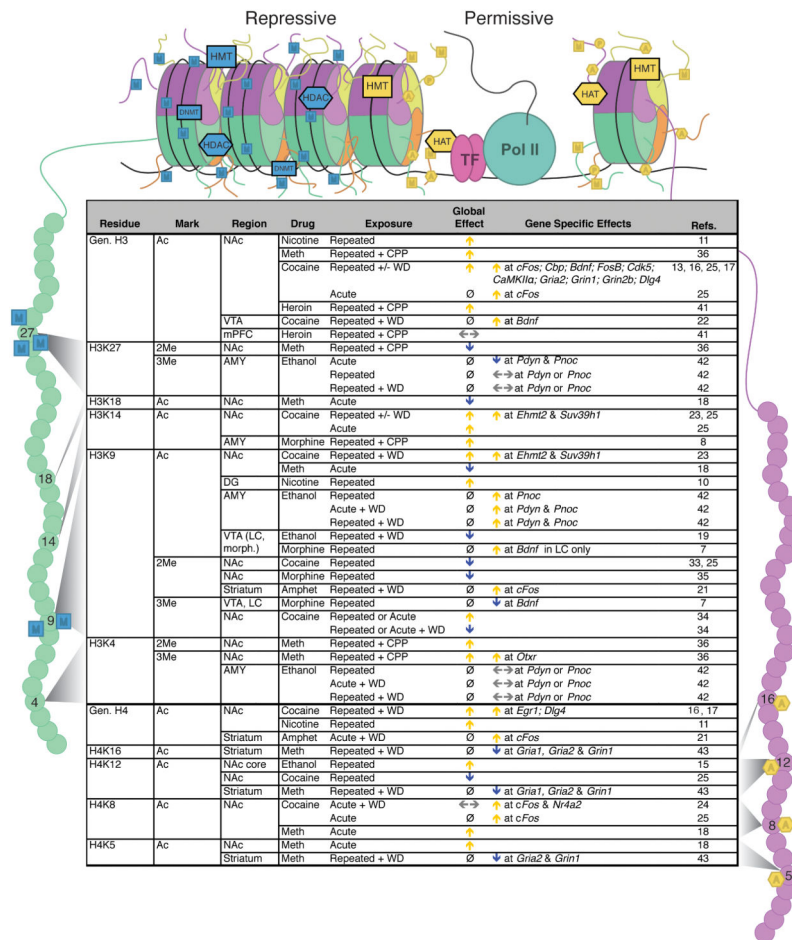 Repressive Permissive
M M HMT M M M HMT A P M M HAT P A HMT M
DNMT HDAC HDAC DNMT HAT TF Pol II
Residue Mark Region Drug Exposure Global Effect Gene Specific Effects Refs.
Gen. H3 Ac NAc Nicotine Repeated ↑ 11
Meth Repeated + CPP ↑ 36
Cocaine Repeated +/- WD ↑ ↑ at cFos; Cbp; Bdnf; FosB; Cdk5; 13, 16, 25, 17
CaMKIIα; Gria2; Grin1; Grin2b; Dlg4
Acute Ø ↑ at cFos 25
Heroin Repeated + CPP ↑ 41
VTA Cocaine Repeated + WD Ø ↑ at Bdnf 22
mPFC Heroin Repeated + CPP ←→ 41
H3K27 2Me NAc Meth Repeated + CPP ↓ 36
3Me AMY Ethanol Acute Ø ↓ at Pdyn & Pnoc 42
Repeated Ø ←→ at Pdyn or Pnoc 42
Repeated + WD Ø ←→ at Pdyn or Pnoc 42
H3K18 Ac NAc Meth Acute ↓ 18
H3K14 Ac NAc Cocaine Repeated +/- WD ↑ ↑ at Ehmt2 & Suv39h1 23, 25
Acute ↑ 25
AMY Morphine Repeated + CPP ↑ 8
H3K9 Ac NAc Cocaine Repeated + WD ↑ ↑ at Ehmt2 & Suv39h1 23
Meth Acute ↓ 18
DG Nicotine Repeated ↑ 10
AMY Ethanol Repeated Ø ↑ at Pnoc 42
Acute + WD Ø ↑ at Pdyn & Pnoc 42
Repeated + WD Ø ↑ at Pdyn & Pnoc 42
VTA (LC, Ethanol Repeated + WD ↓ 19
morph.) Morphine Repeated Ø ↑ at Bdnf in LC only 7
2Me NAc Cocaine Repeated ↓ 33, 25
NAc Morphine Repeated ↓ 35
Striatum Amphet Repeated + WD Ø ↑ at cFos 21
3Me VTA, LC Morphine Repeated Ø ↓ at Bdnf 7
NAc Cocaine Repeated or Acute ↑ 34
Repeated or Acute + WD ↓ 34
H3K4 2Me NAc Meth Repeated + CPP ↑ 36
3Me NAc Meth Repeated + CPP ↑ ↑ at Otxr 36
AMY Ethanol Repeated Ø ←→ at Pdyn or Pnoc 42
Acute + WD Ø ←→ at Pdyn or Pnoc 42
Repeated + WD Ø ←→ at Pdyn or Pnoc 42
Gen. H4 Ac NAc Cocaine Repeated + WD ↑ ↑ at Egr1; Dlg4 16, 17
Nicotine Repeated ↑ 11
Striatum Amphet Acute + WD Ø ↑ at cFos 21
H4K16 Ac Striatum Meth Repeated + WD Ø ↓ at Gria1, Gria2 & Grin1 43
H4K12 Ac NAc core Ethanol Repeated ↑ 15
NAc Cocaine Repeated ↓ 25
Striatum Meth Repeated + WD Ø ↓ at Gria1, Gria2 & Grin1 43
H4K8 Ac NAc Cocaine Acute + WD ←→ ↑ at cFos & Nr4a2 24
Acute Ø ↑ at cFos 25
Meth Acute ↑ 18
H4K5 Ac NAc Meth Acute ↑ 18
Striatum Meth Repeated + WD Ø ↓ at Gria2 & Grin1 43
M
27
M M
18
14
9
M M
4
16 A
12
A
8 A
5
A